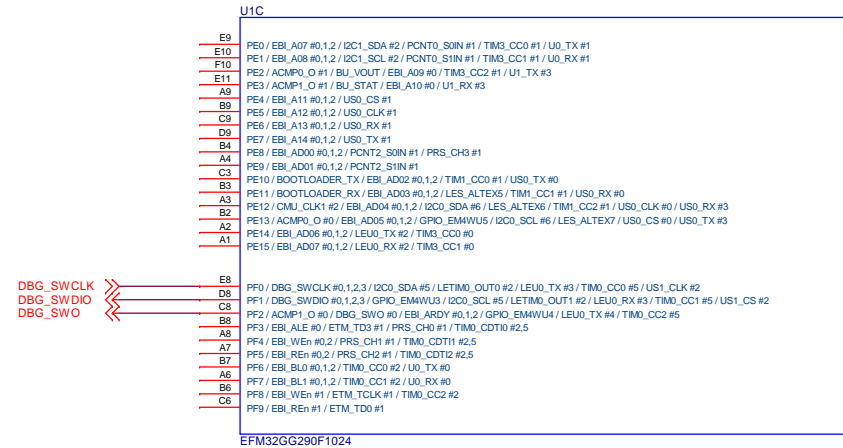 U1C
E9 PE0 / EBI_A07 #0,1,2 / I2C1_SDA #2 / PCNT0_S0IN #1 / TIM3_CC0 #1 / U0_TX #1
E10 PE1 / EBI_A08 #0,1,2 / I2C1_SCL #2 / PCNT0_S1IN #1 / TIM3_CC1 #1 / U0_RX #1
F10 PE2 / ACMP0_O #1 / BU_VOUT / EBI_A09 #0 / TIM3_CC2 #1 / U1_TX #3
E11 PE3 / ACMP1_O #1 / BU_STAT / EBI_A10 #0 / U1_RX #3
A9 PE4 / EBI_A11 #0,1,2 / US0_CS #1
B9 PE5 / EBI_A12 #0,1,2 / US0_CLK #1
C9 PE6 / EBI_A13 #0,1,2 / US0_RX #1
D9 PE7 / EBI_A14 #0,1,2 / US0_TX #1
B4 PE8 / EBI_AD00 #0,1,2 / PCNT2_S0IN #1 / PRS_CH3 #1
A4 PE9 / EBI_AD01 #0,1,2 / PCNT2_S1IN #1
C3 PE10 / BOOTLOADER_TX / EBI_AD02 #0,1,2 / TIM1_CC0 #1 / US0_TX #0
B3 PE11 / BOOTLOADER_RX / EBI_AD03 #0,1,2 / LES_ALTEX5 / TIM1_CC1 #1 / US0_RX #0
A3 PE12 / CMU_CLK1 #2 / EBI_AD04 #0,1,2 / I2C0_SDA #6 / LES_ALTEX6 / TIM1_CC2 #1 / US0_CLK #0 / US0_RX #3
B2 PE13 / ACMP0_O #0 / EBI_AD05 #0,1,2 / GPIO_EM4WU5 / I2C0_SCL #6 / LES_ALTEX7 / US0_CS #0 / US0_TX #3
A2 PE14 / EBI_AD06 #0,1,2 / LEU0_TX #2 / TIM3_CC0 #0
A1 PE15 / EBI_AD07 #0,1,2 / LEU0_RX #2 / TIM3_CC1 #0
DBG_SWCLK E8 PF0 / DBG_SWCLK #0,1,2,3 / I2C0_SDA #5 / LETIM0_OUT0 #2 / LEU0_TX #3 / TIM0_CC0 #5 / US1_CLK #2
DBG_SWDIO D8 PF1 / DBG_SWDIO #0,1,2,3 / GPIO_EM4WU3 / I2C0_SCL #5 / LETIM0_OUT1 #2 / LEU0_RX #3 / TIM0_CC1 #5 / US1_CS #2
DBG_SWO C8 PF2 / ACMP1_O #0 / DBG_SWO #0 / EBI_ARDY #0,1,2 / GPIO_EM4WU4 / LEU0_TX #4 / TIM0_CC2 #5
B8 PF3 / EBI_ALE #0 / ETM_TD3 #1 / PRS_CH0 #1 / TIM0_CDTI0 #2,5
A8 PF4 / EBI_WEn #0,2 / PRS_CH1 #1 / TIM0_CDTI1 #2,5
A7 PF5 / EBI_REn #0,2 / PRS_CH2 #1 / TIM0_CDTI2 #2,5
B7 PF6 / EBI_BL0 #0,1,2 / TIM0_CC0 #2 / U0_TX #0
A6 PF7 / EBI_BL1 #0,1,2 / TIM0_CC1 #2 / U0_RX #0
B6 PF8 / EBI_WEn #1 / ETM_TCLK #1 / TIM0_CC2 #2
C6 PF9 / EBI_REn #1 / ETM_TD0 #1
EFM32GG290F1024